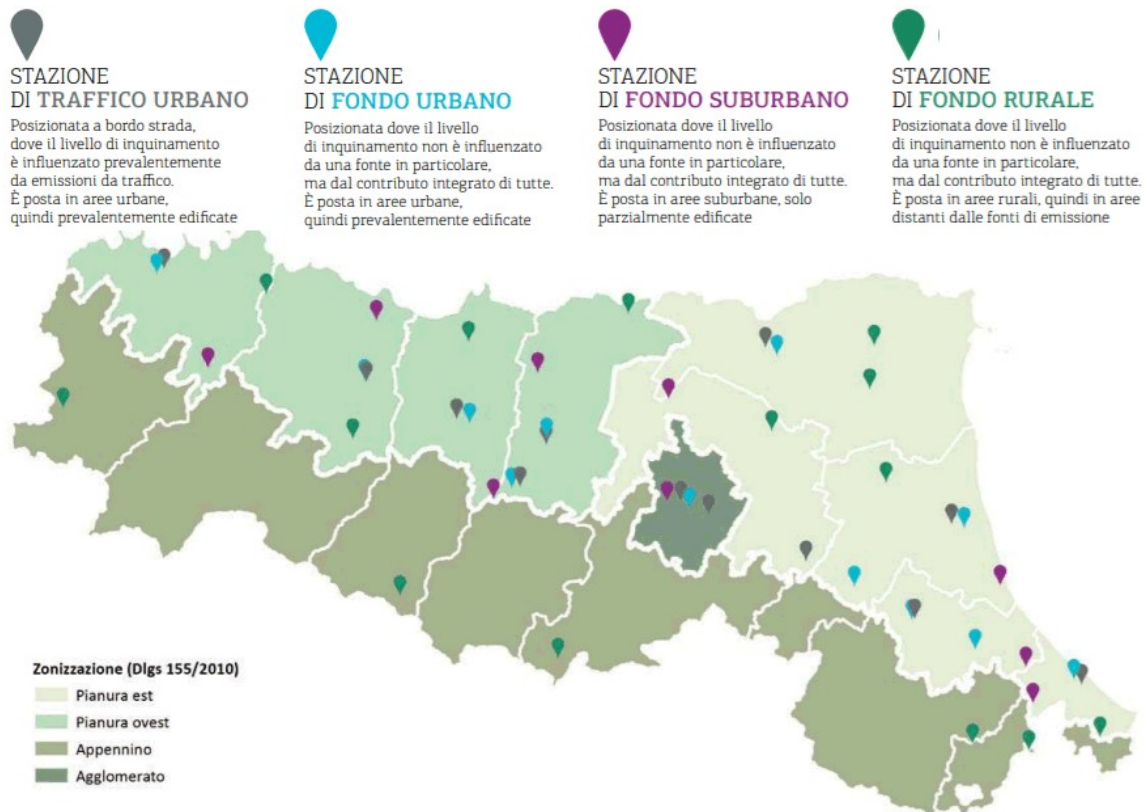 STAZIONE
DI TRAFFICO URBANO
Posizionata a bordo strada,
dove il livello di inquinamento
è influenzato prevalentemente
da emissioni da traffico.
È posta in aree urbane,
quindi prevalentemente edificate
STAZIONE
DI FONDO URBANO
Posizionata dove il livello
di inquinamento non è influenzato
da una fonte in particolare,
ma dal contributo integrato di tutte.
È posta in aree urbane,
quindi prevalentemente edificate
STAZIONE
DI FONDO SUBURBANO
Posizionata dove il livello
di inquinamento non è influenzato
da una fonte in particolare,
ma dal contributo integrato di tutte.
È posta in aree suburbane, solo
parzialmente edificate
STAZIONE
DI FONDO RURALE
Posizionata dove il livello
di inquinamento non è influenzato
da una fonte in particolare,
ma dal contributo integrato di tutte.
È posta in aree rurali, quindi in aree
distanti dalle fonti di emissione
Zonizzazione (Dlgs 155/2010)
Pianura est
Pianura ovest
Appennino
Agglomerato